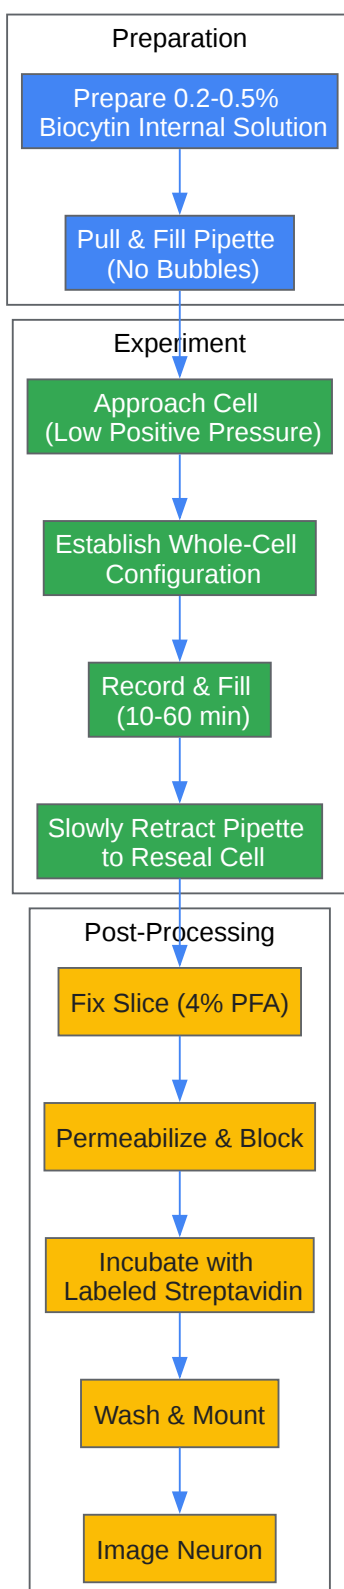 Preparation
Prepare 0.2-0.5%
Biocytin Internal Solution
Pull & Fill Pipette
(No Bubbles)
Experiment
Approach Cell
(Low Positive Pressure)
Establish Whole-Cell
Configuration
Record & Fill
(10-60 min)
Slowly Retract Pipette
to Reseal Cell
Post-Processing
Fix Slice (4% PFA)
Permeabilize & Block
Incubate with
Labeled Streptavidin
Wash & Mount
Image Neuron